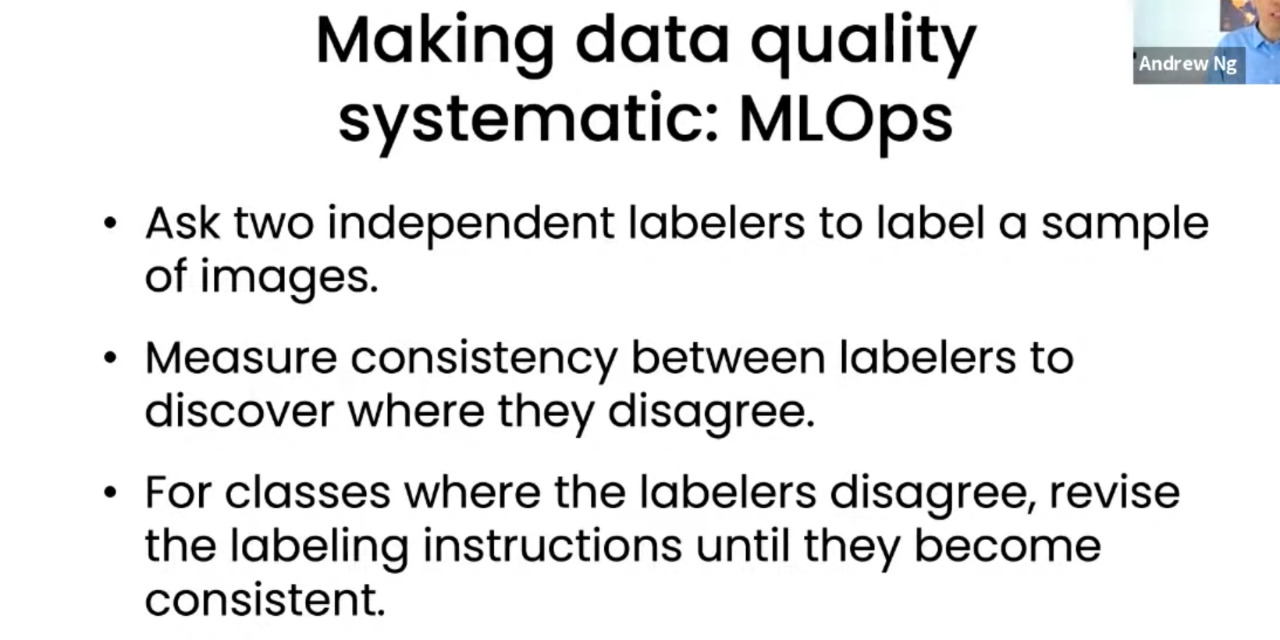 Making data quality
systematic: MLOps
Andrew Ng
• Ask two independent labelers to label a sample
of images.
• Measure consistency between labelers to
discover where they disagree.
• For classes where the labelers disagree, revise
the labeling instructions until they become
consistent.